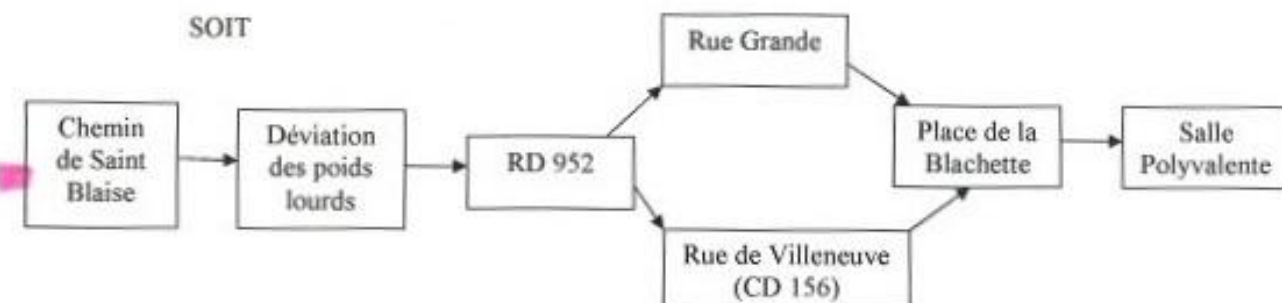 SOIT
Chemin
de Saint
Blaise
Déviation
des poids
lourds
RD 952
Rue Grande
Rue de Villeneuve
(CD 156)
Place de la
Blachette
Salle
Polyvalente